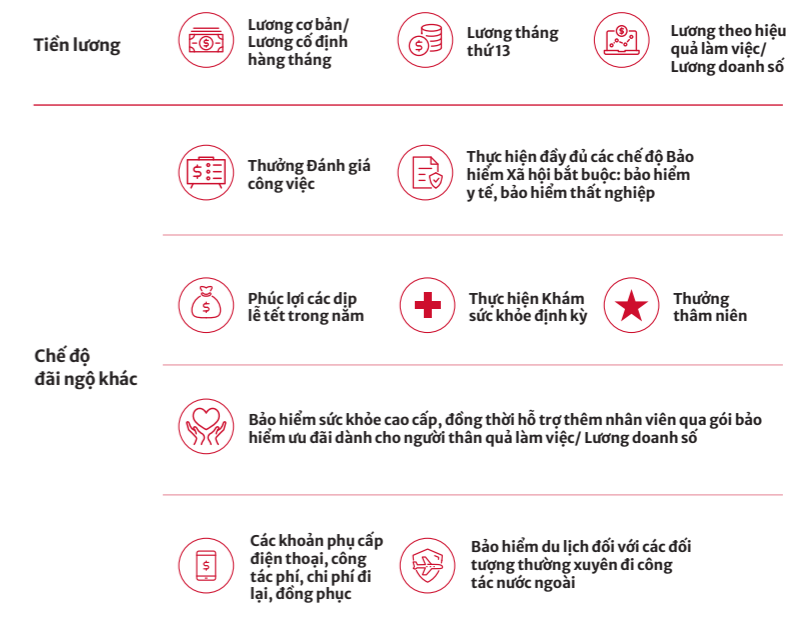 Tiền lương
Lương cơ bản/
Lương cố định
hàng tháng
Lương tháng
thứ 13
Lương theo hiệu
quả làm việc/
Lương doanh số
Chế độ
đãi ngộ khác
Thưởng Đánh giá
công việc
Thực hiện đầy đủ các chế độ Bảo
hiểm Xã hội bắt buộc: bảo hiểm
y tế, bảo hiểm thất nghiệp
Phúc lợi các dịp
lễ tết trong năm
Thực hiện Khám
sức khỏe định kỳ
Thưởng
thâm niên
Bảo hiểm sức khỏe cao cấp, đồng thời hỗ trợ thêm nhân viên qua gói bảo
hiểm ưu đãi dành cho người thân quả làm việc/ Lương doanh số
Các khoản phụ cấp
điện thoại, công
tác phí, chi phí đi
lại, đồng phục
Bảo hiểm du lịch đối với các đối
tượng thường xuyên đi công
tác nước ngoài